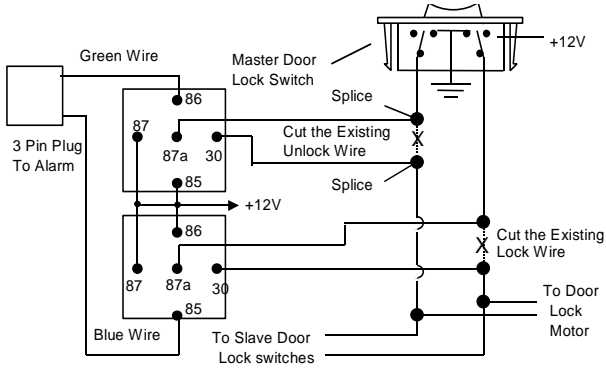 Green Wire
Master Door
Lock Switch
+12V
86
Splice
87
3 Pin Plug
To Alarm
87a
30
Cut the Existing
Unlock Wire
X
85
Splice
+12V
86
X
Cut the Existing
Lock Wire
87
87a
30
85
To Door
Lock
Motor
Blue Wire
To Slave Door
Lock switches